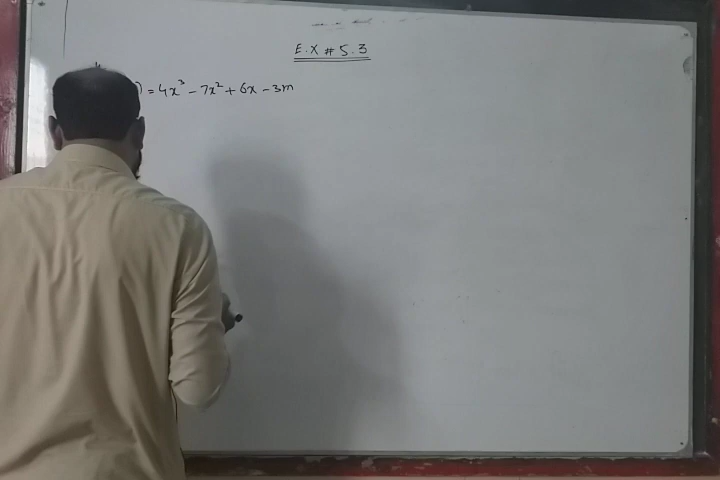 E.X # 5.3
) = 4x³ - 7x² + 6x - 3m